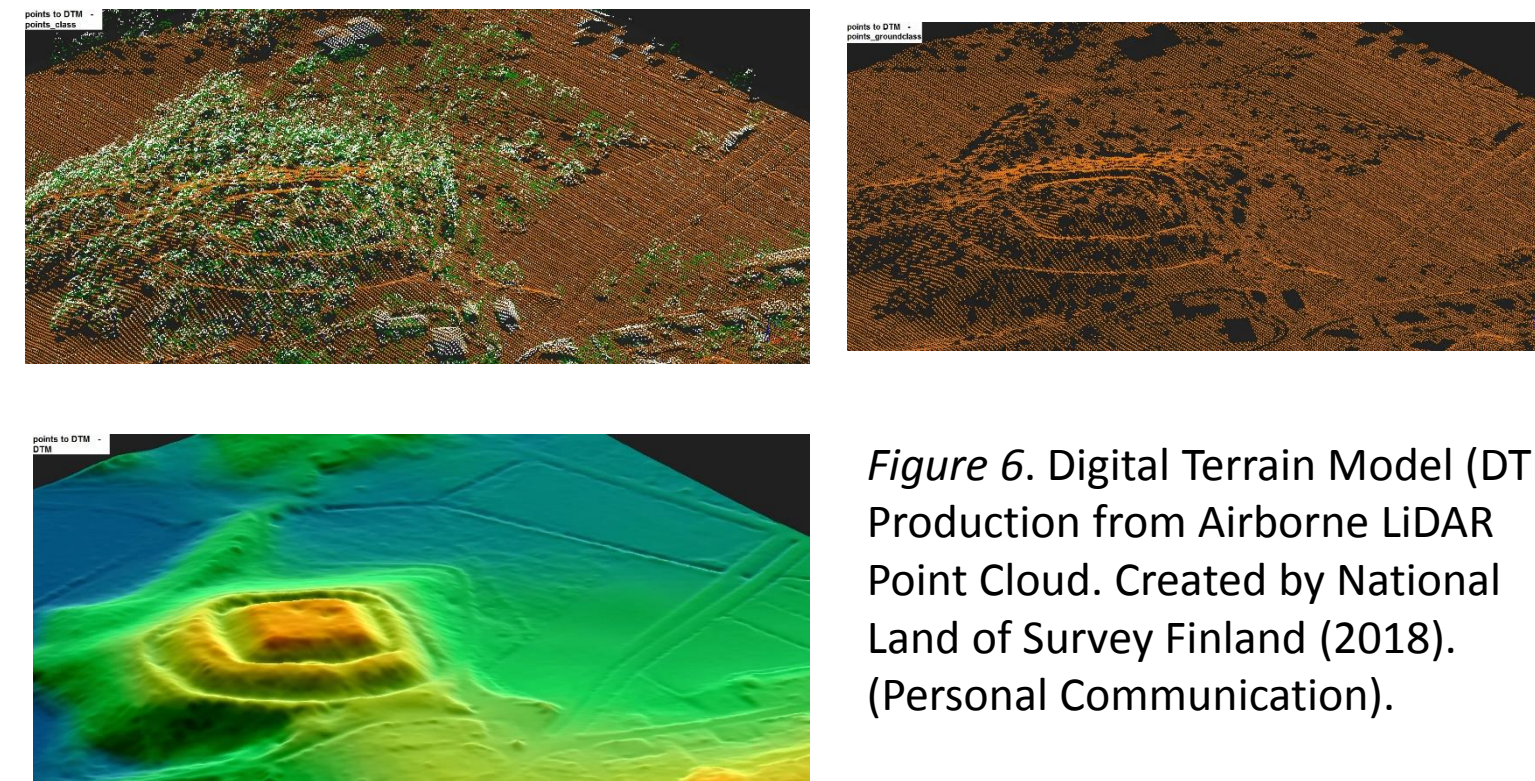 points to DTM -
points_class
points to DTM -
points_groundclass
points to DTM -
DTM
Figure 6. Digital Terrain Model (DT
Production from Airborne LiDAR
Point Cloud. Created by National
Land of Survey Finland (2018).
(Personal Communication).